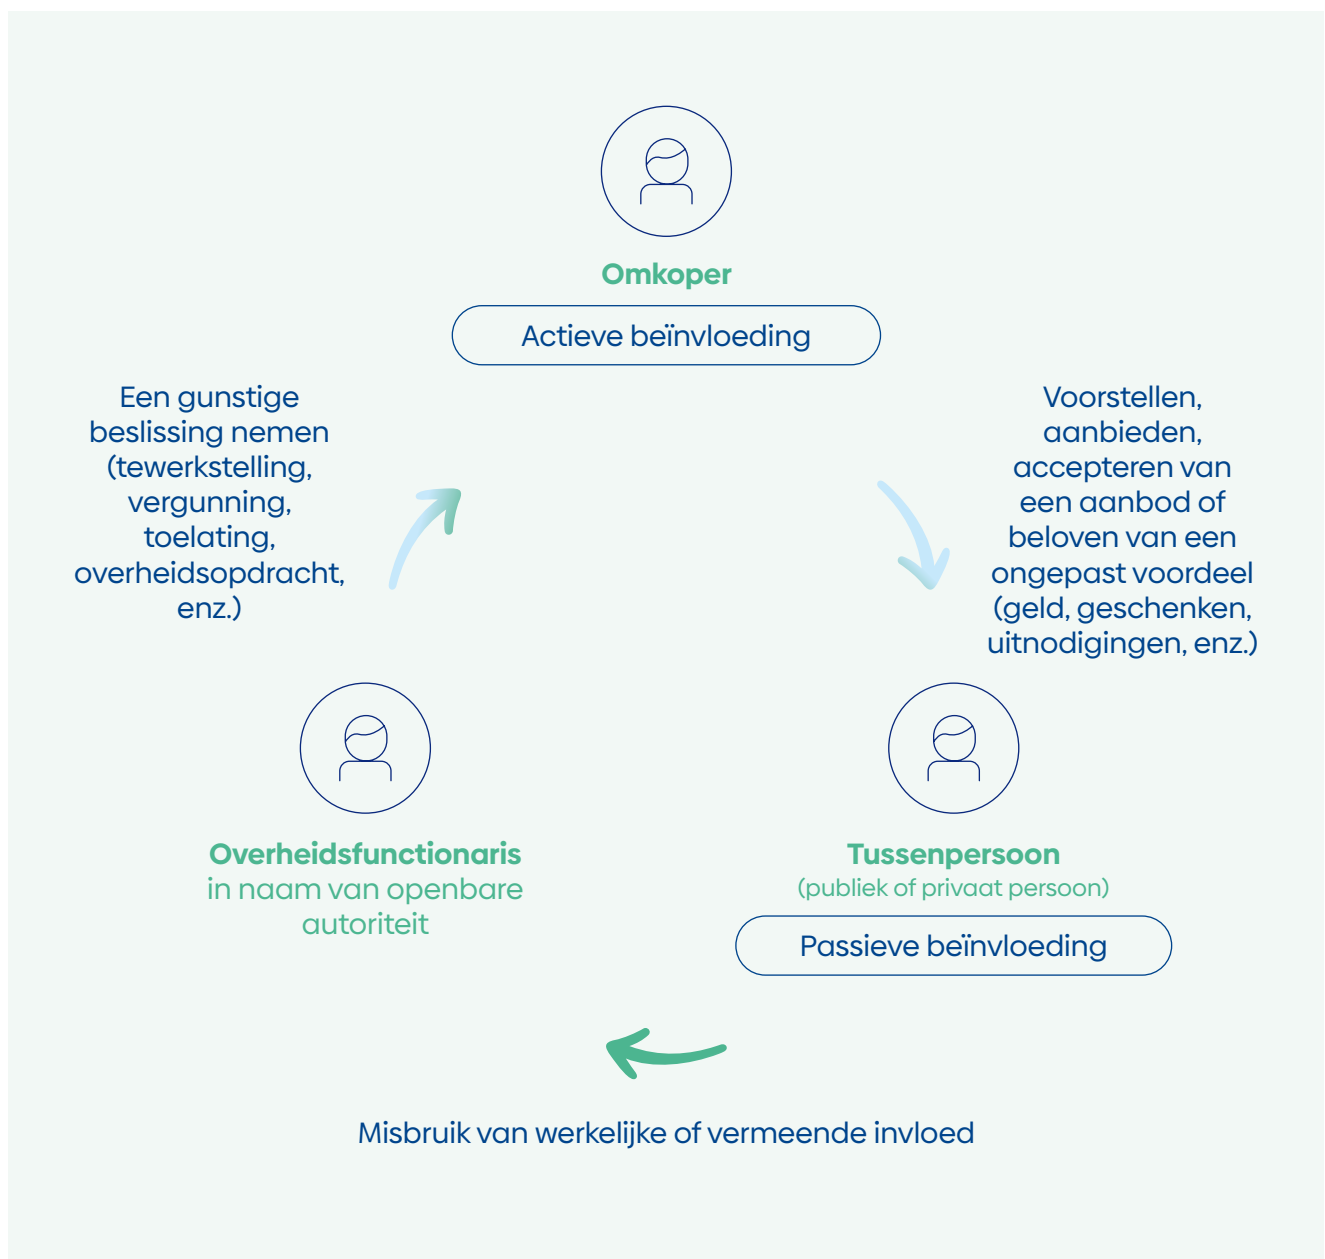 Omkoper
Actieve beïnvloeding
Een gunstige
beslissing nemen
(tewerkstelling,
vergunning,
toelating,
overheidsopdracht,
enz.)
Voorstellen,
aanbieden,
accepteren van
een aanbod of
beloven van een
ongepast voordeel
(geld, geschenken,
uitnodigingen, enz.)
Overheidsfunctionaris
in naam van openbare
autoriteit
Tussenpersoon
(publiek of privaat persoon)
Passieve beïnvloeding
Misbruik van werkelijke of vermeende invloed